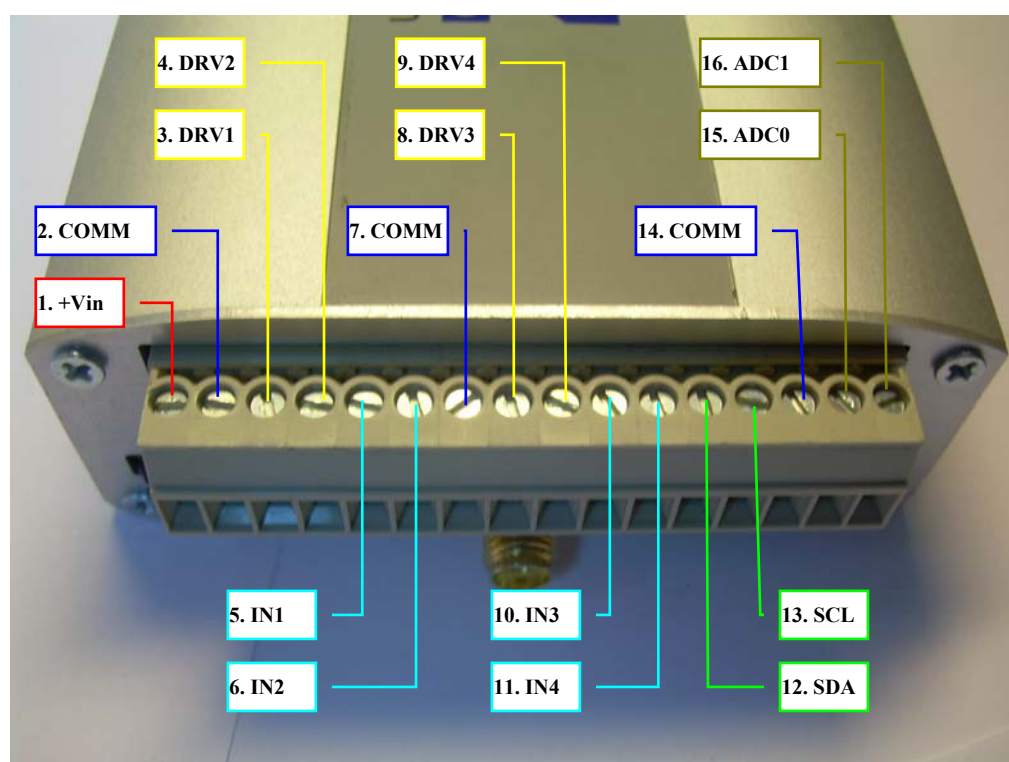 4. DRV2
9. DRV4
16. ADC1
3. DRV1
8. DRV3
15. ADC0
2. COMM
7. COMM
14. COMM
1. +Vin
5. IN1
10. IN3
13. SCL
6. IN2
11. IN4
12. SDA